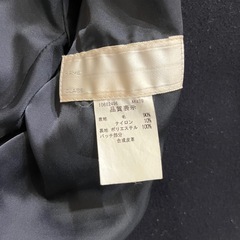 品質表示
表地 毛 90%
ナイロン 10%
裏地 ポリエステル 100%
パッチ部分
合成皮革